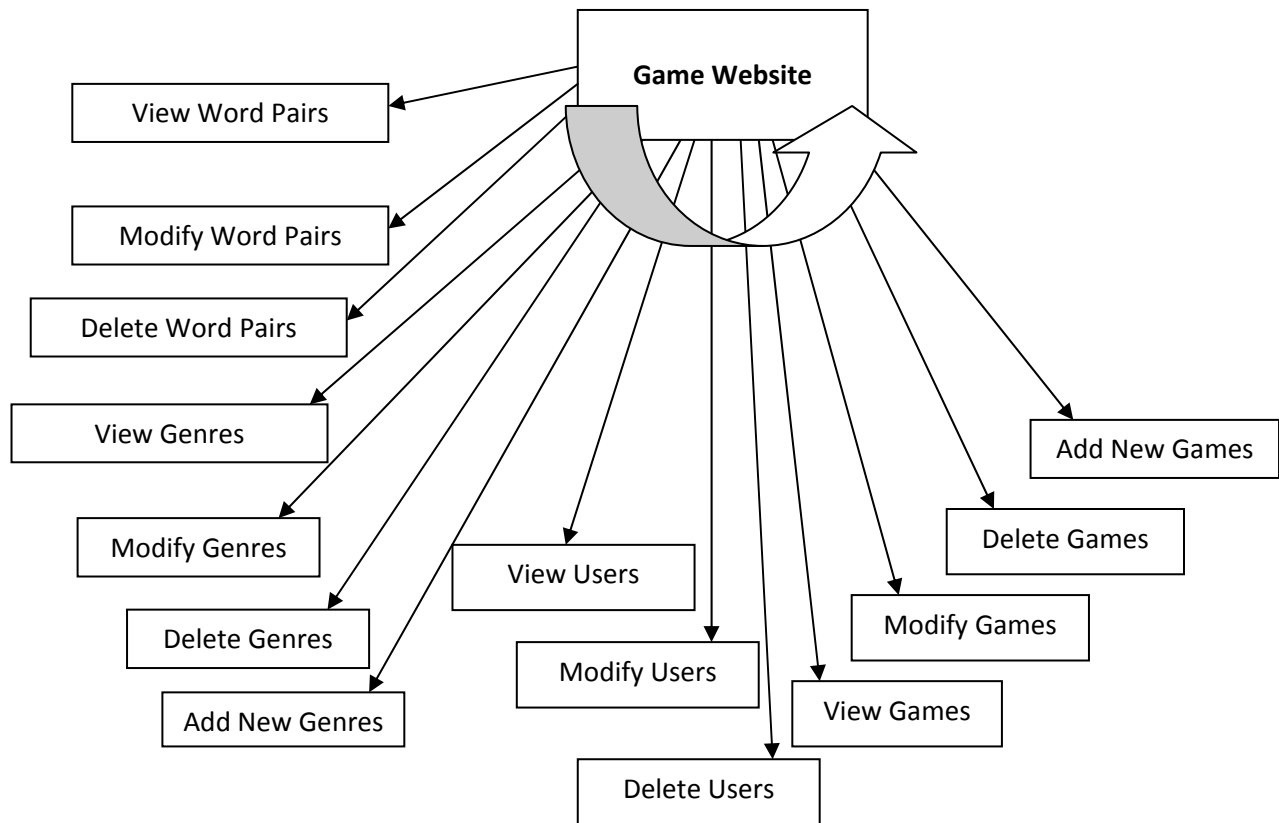 Game Website
View Word Pairs
Modify Word Pairs
Delete Word Pairs
View Genres
Modify Genres
Delete Genres
Add New Genres
View Users
Modify Users
Delete Users
View Games
Modify Games
Delete Games
Add New Games